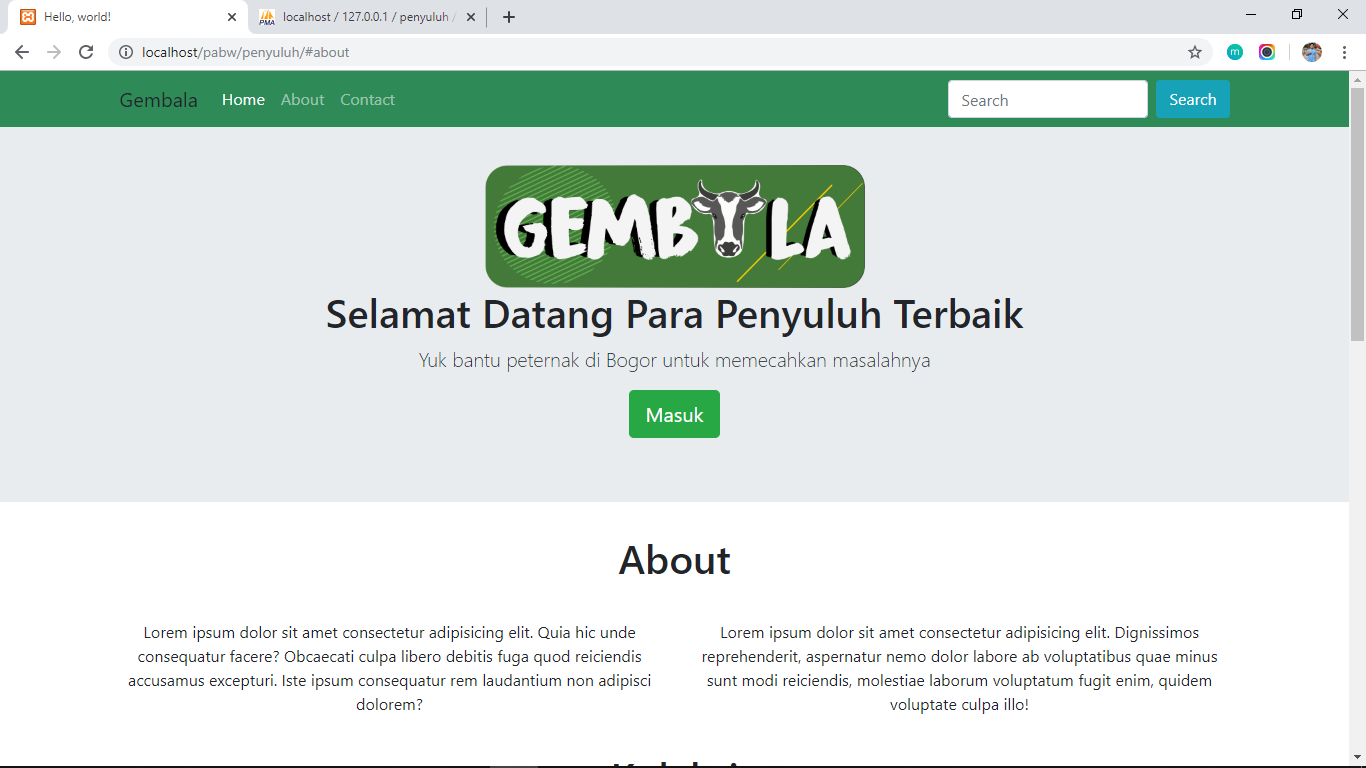 Hello, world!
localhost / 127.0.0.1 / penyuluh /
localhost/pabw/penyuluh/#about
Gembala Home About Contact Search Search
GEMBALA
Selamat Datang Para Penyuluh Terbaik
Yuk bantu peternak di Bogor untuk memecahkan masalahnya
Masuk
About
Lorem ipsum dolor sit amet consectetur adipisicing elit. Quia hic unde
consequatur facere? Obcaecati culpa libero debitis fuga quod reiciendis
accusamus excepturi. Iste ipsum consequatur rem laudantium non adipisci
dolorem?
Lorem ipsum dolor sit amet consectetur adipisicing elit. Dignissimos
reprehenderit, aspernatur nemo dolor labore ab voluptatibus quae minus
sunt modi reiciendis, molestiae laborum voluptatum fugit enim, quidem
voluptate culpa illo!